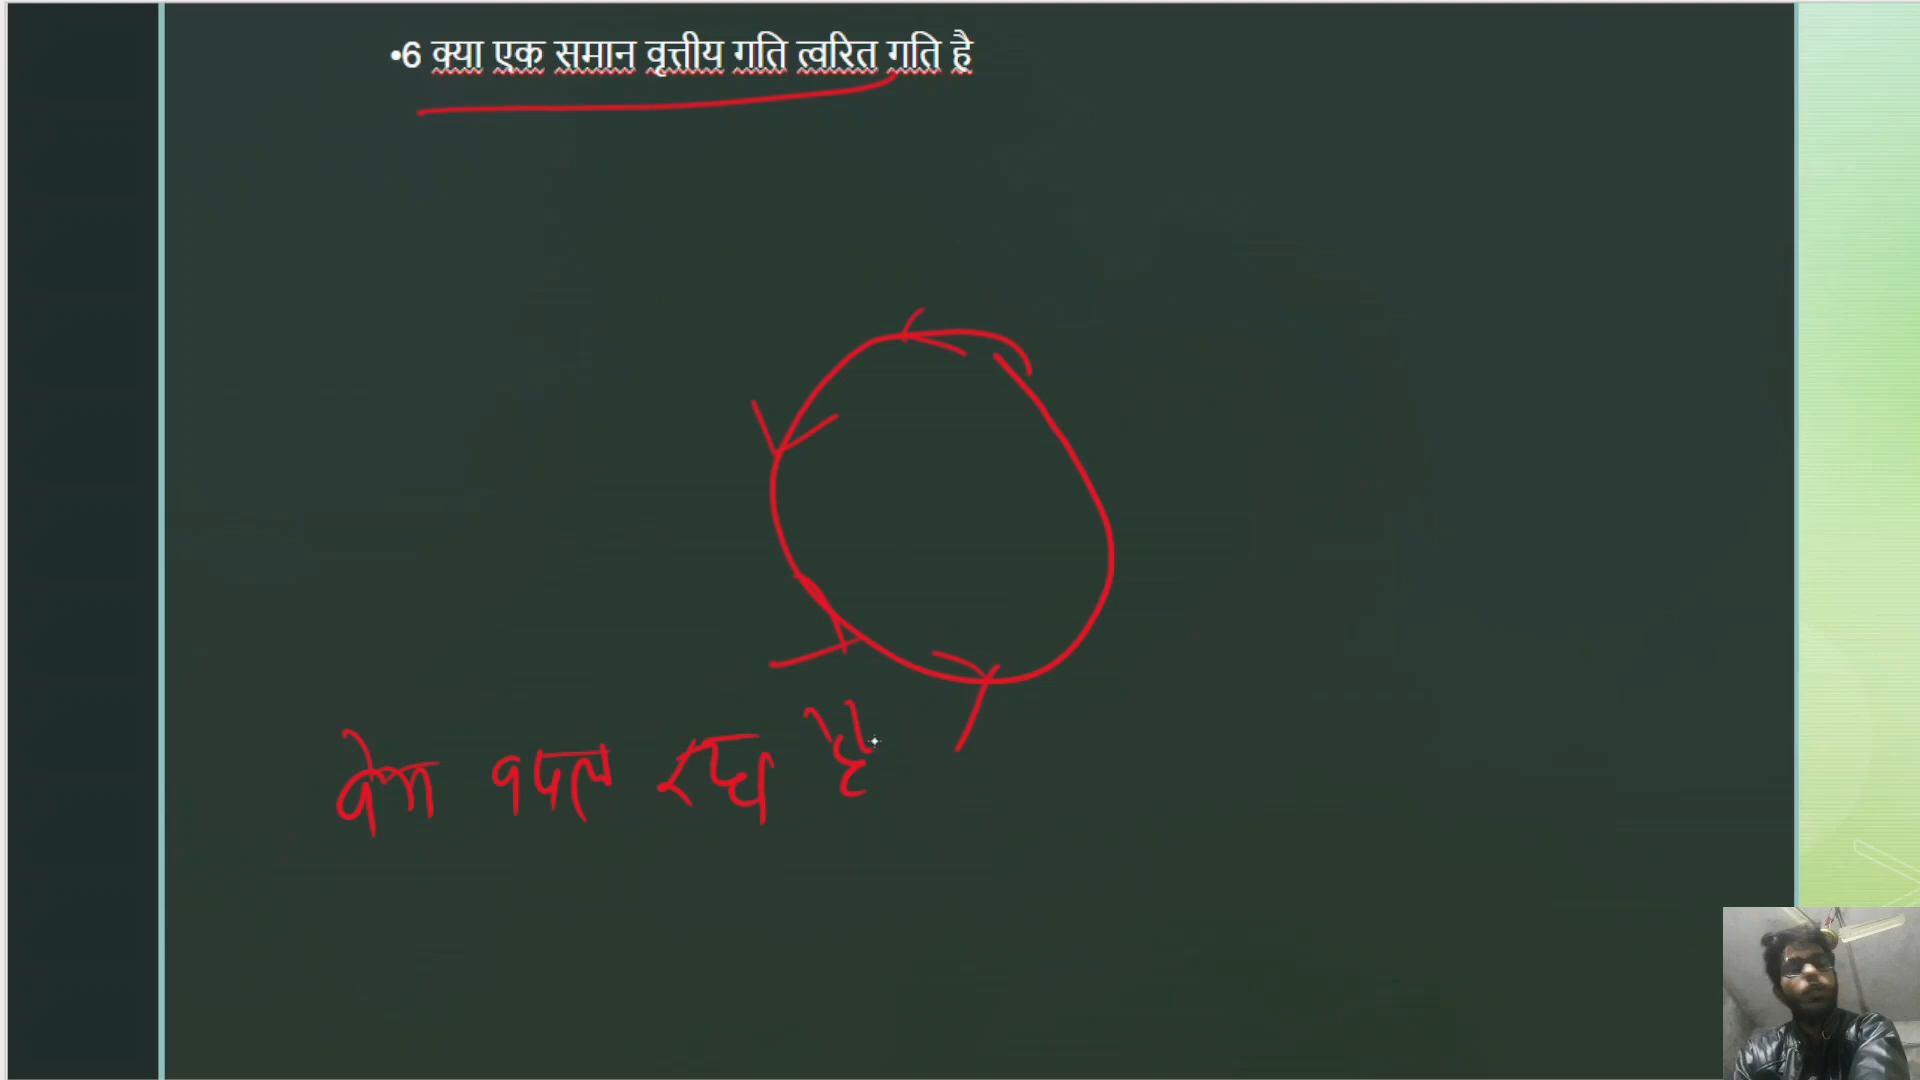 •6 क्या एक समान वृत्तीय गति त्वरित गति है
वेग बदल रहा है